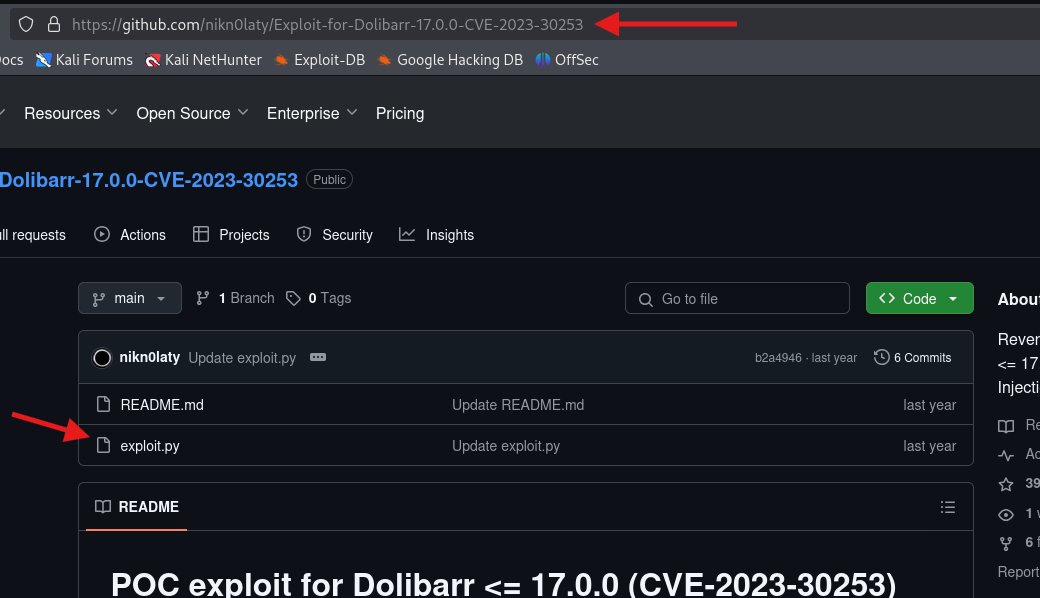 https://github.com/nikn0laty/Exploit-for-Dolibarr-17.0.0-CVE-2023-30253
ocs Kali Forums Kali NetHunter Exploit-DB Google Hacking DB OffSec
Resources Open Source Enterprise Pricing
Dolibarr-17.0.0-CVE-2023-30253 Public
ll requests Actions Projects Security Insights
main 1 Branch 0 Tags Go to file Code
Abou
nikn0laty Update exploit.py b2a4946 · last year 6 Commits
Rever
<= 17.
Injecti
README.md Update README.md last year
Re
exploit.py Update exploit.py last year
Ac
39
README
1 w
6 f
Report
POC exploit for Dolibarr <= 17.0.0 (CVE-2023-30253)